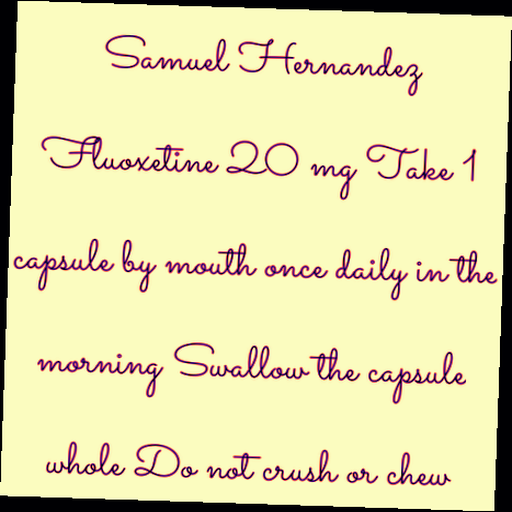 Samuel Hernandez
Fluoxetine 20 mg Take 1
capsule by mouth once daily in the
morning Swallow the capsule
whole Do not crush or chew